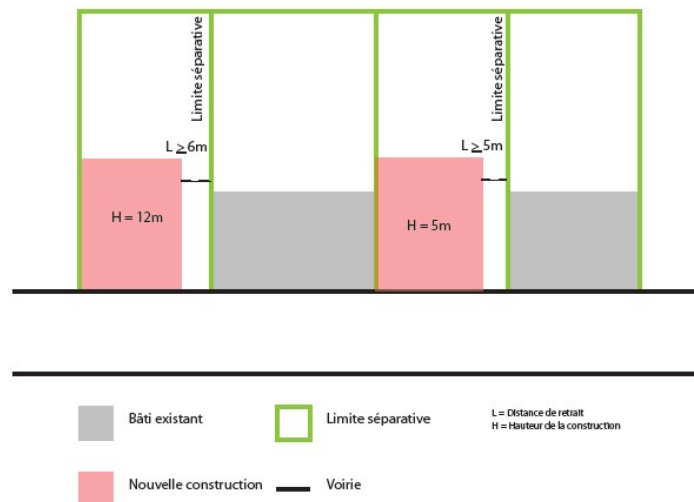 Limite séparative
Limite séparative
L ≥6m
L ≥5m
H = 12m
H = 5m
Bâti existant
Limite séparative
L = Distance de retrait
H = Hauteur de la construction
Nouvelle construction
Voirie